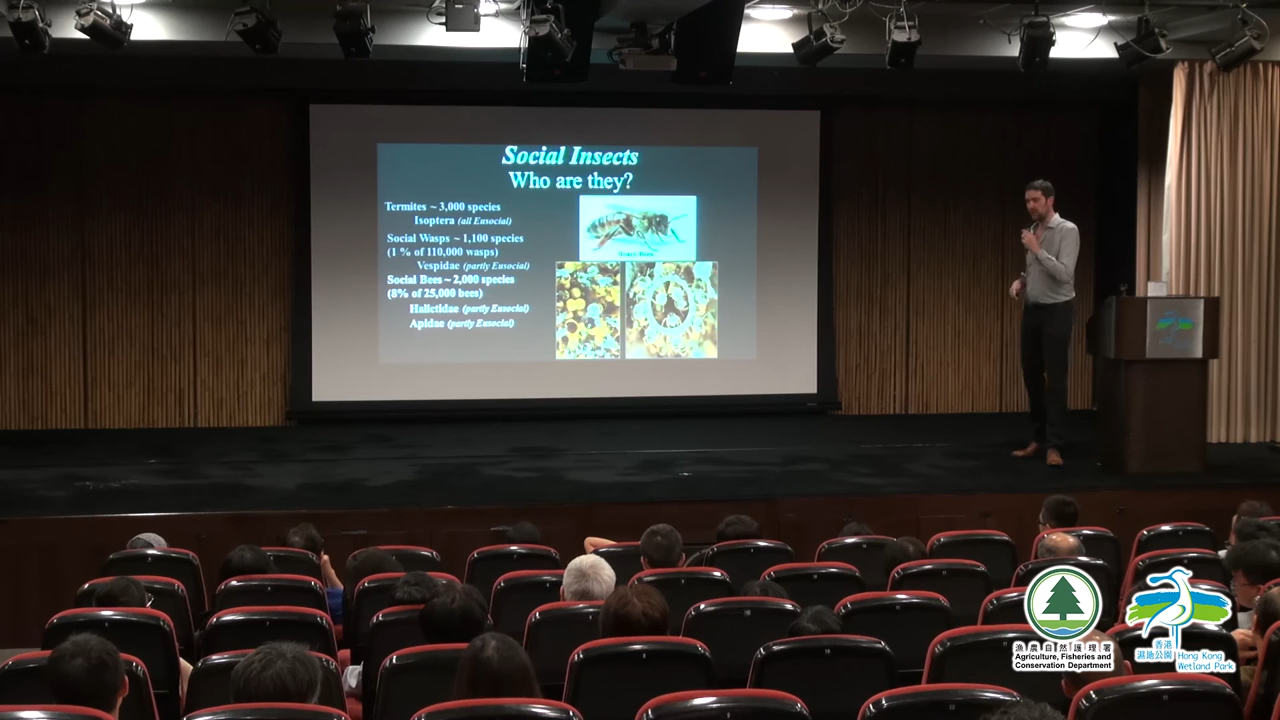 Social Insects
Who are they?
Termites ~ 3,000 species
Isoptera (all Eusocial)
Social Wasps ~ 1,100 species
(1 % of 110,000 wasps)
Vespidae (partly Eusocial)
Social Bees ~ 2,000 species
(8% of 25,000 bees)
Halictidae (partly Eusocial)
Apidae (partly Eusocial)
Honey Bees
漁農自然護理署
Agriculture, Fisheries and
Conservation Department
香港
濕地公園
Hong Kong
Wetland Park